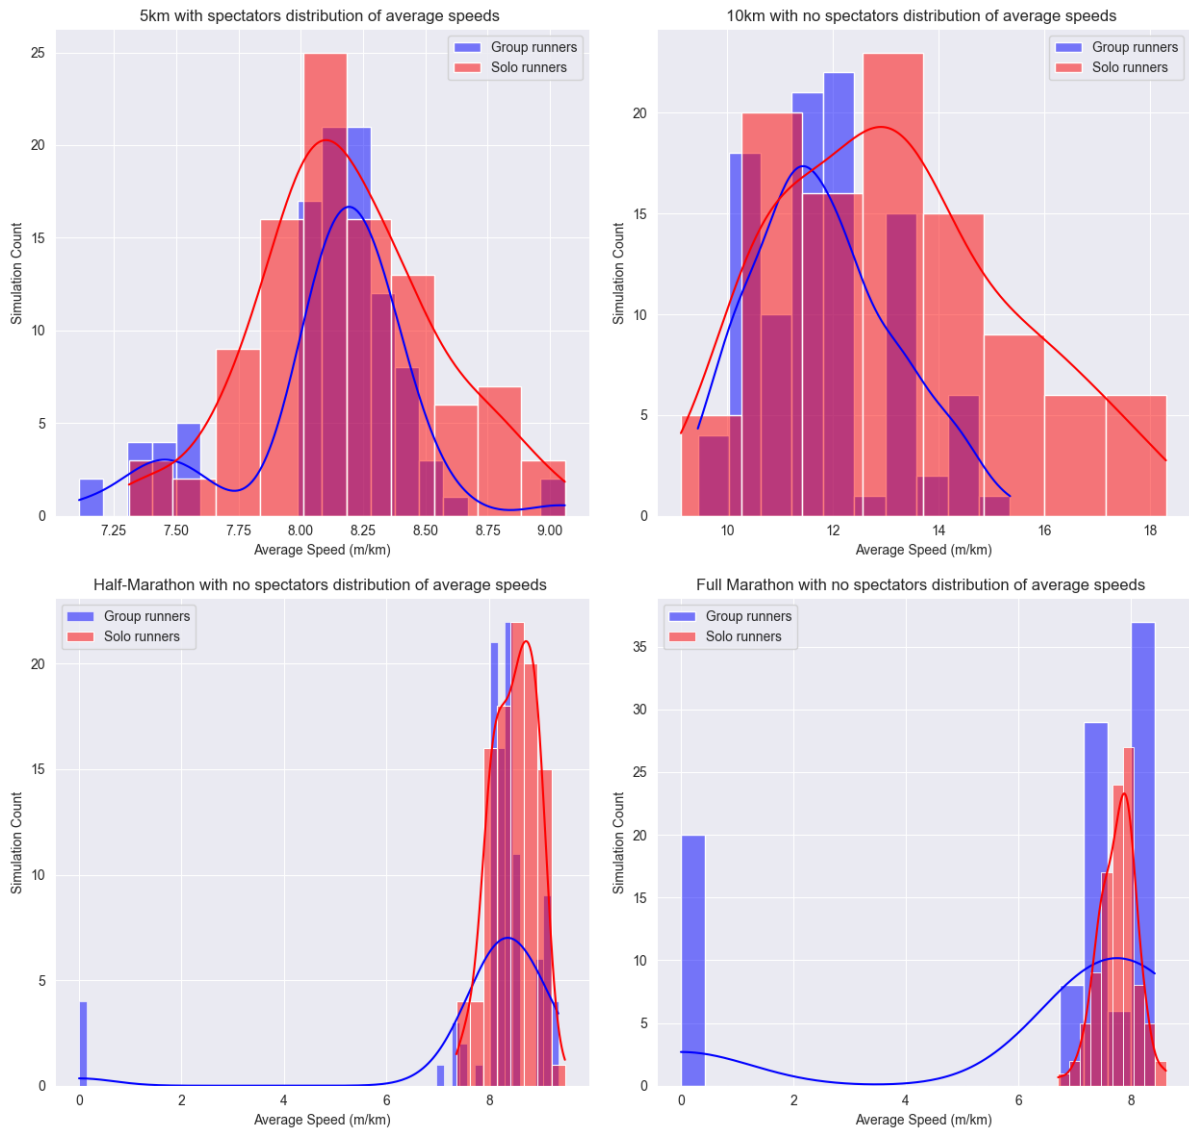 5km with spectators distribution of average speeds
Group runners
Solo runners
25
20
15
10
5
0
Simulation Count
7.25 7.50 7.75 8.00 8.25 8.50 8.75 9.00
Average Speed (m/km)
10km with no spectators distribution of average speeds
Group runners
Solo runners
20
15
10
5
0
Simulation Count
10 12 14 16 18
Average Speed (m/km)
Half-Marathon with no spectators distribution of average speeds
Group runners
Solo runners
20
15
10
5
0
Simulation Count
0 2 4 6 8
Average Speed (m/km)
Full Marathon with no spectators distribution of average speeds
Group runners
Solo runners
35
30
25
20
15
10
5
0
Simulation Count
0 2 4 6 8
Average Speed (m/km)